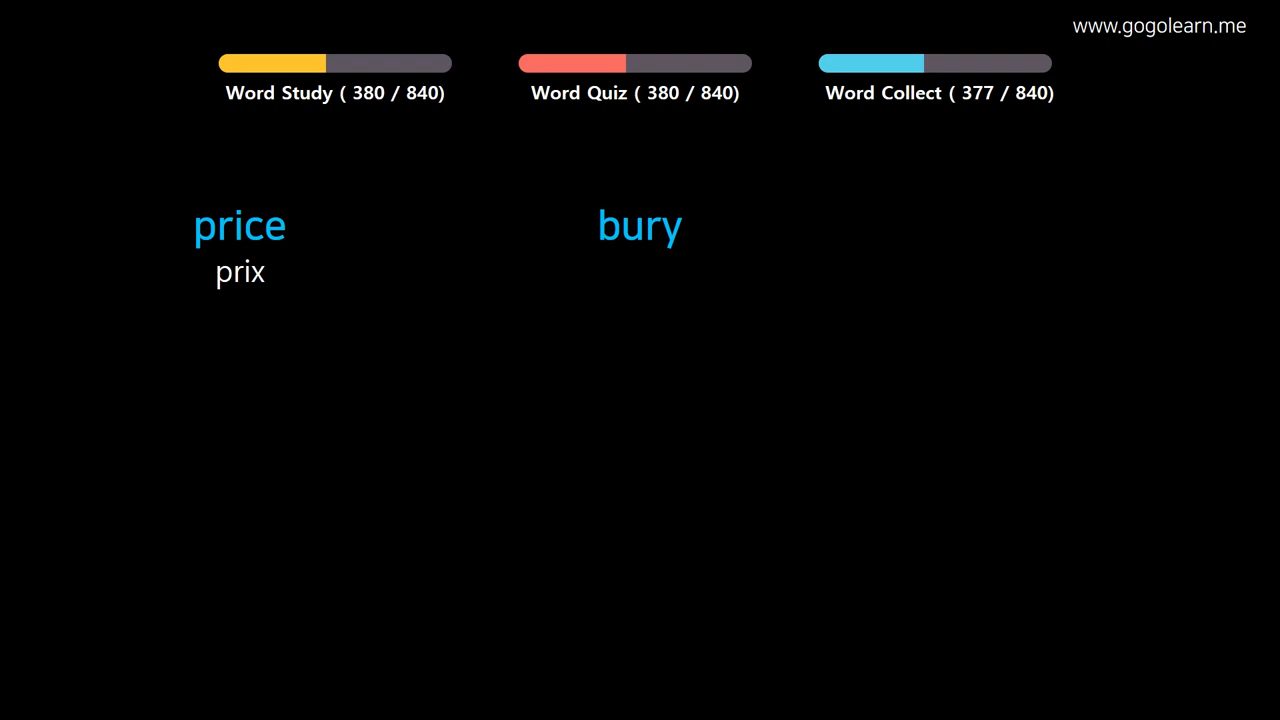 www.gogolearn.me
Word Study ( 380 / 840)
Word Quiz ( 380 / 840)
Word Collect ( 377 / 840)
price
prix
bury